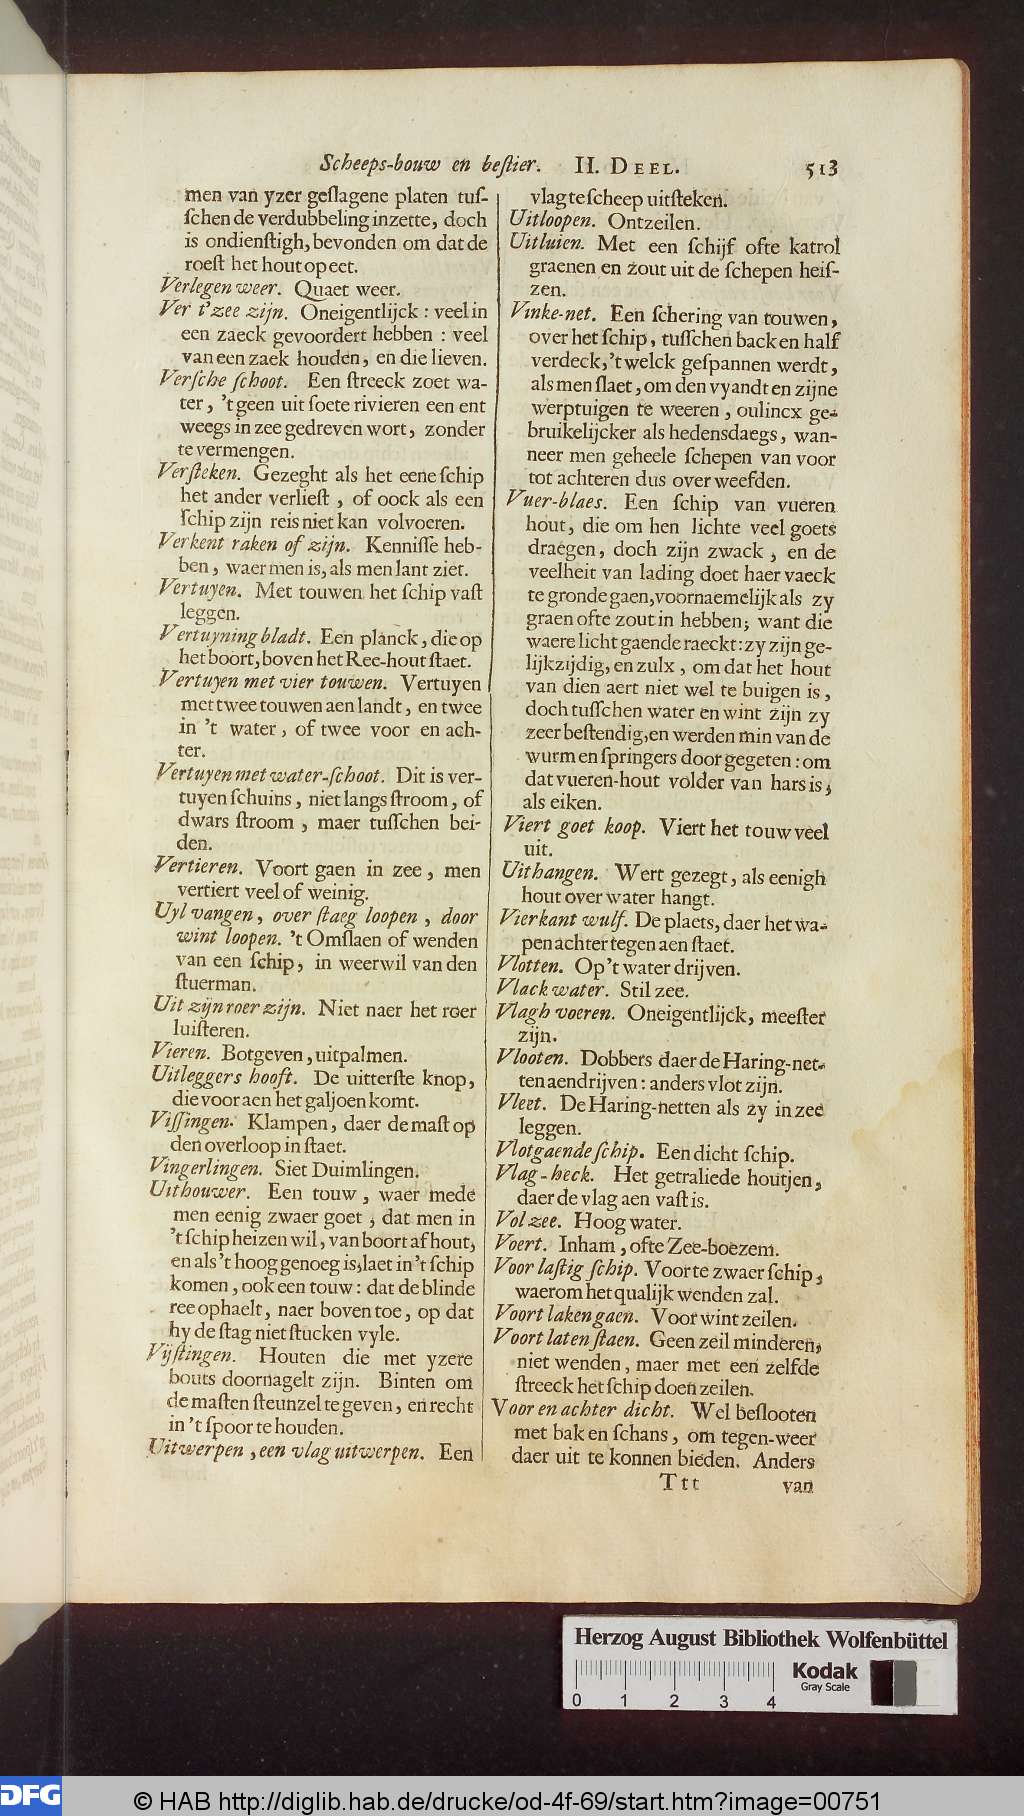 Scheeps-bouw en beſtier. II. DEEL. 513
men van yzer geſlagene platen tuſ-
ſchen de verdubbeling inzette, doch
is ondienſtigh, bevonden om dat de
roeſt het hout op eet.
Verlegen weer. Quaet weer.
Ver t'zee zijn. Oneigentlijck : veel in
een zaeck gevoordert hebben : veel
van een zaek houden, en die lieven.
Verſche ſchoot. Een ſtreeck zoet wa-
ter, 't geen uit ſoete rivieren een ent
weegs in zee gedreven wort, zonder
te vermengen.
Verſteken. Gezeght als het eene ſchip
het ander verlieſt, of oock als een
ſchip zijn reis niet kan volvoeren.
Verkent raken of zijn. Kenniſſe heb-
ben, waer men is, als men lant ziet.
Vertuyen. Met touwen het ſchip vaſt
leggen.
Vertuyning bladt. Een planck, die op
het boort, boven het Ree-hout ſtaet.
Vertuyen met vier touwen. Vertuyen
met twee touwen aen landt, en twee
in 't water, of twee voor en ach-
ter.
Vertuyen met water-ſchoot. Dit is ver-
tuyen ſchuins, niet langs ſtroom, of
dwars ſtroom, maer tuſſchen bei-
den.
Vertieren. Voort gaen in zee, men
vertiert veel of weinig.
Uyl vangen, over ſtaeg loopen, door
wint loopen. 't Omſlaen of wenden
van een ſchip, in weerwil van den
ſtuerman.
Uit zijn roer zijn. Niet naer het roer
luiſteren.
Vieren. Botgeven, uitpalmen.
Uitleggers hooft. De uitterſte knop,
die voor aen het galjoen komt.
Viſſingen. Klampen, daer de maſt op
den overloop in ſtaet.
Vingerlingen. Siet Duimlingen.
Uithouwer. Een touw, waer mede
men eenig zwaer goet, dat men in
't ſchip heizen wil, van boort af hout,
en als 't hoog genoeg is, laet in 't ſchip
komen, ook een touw: dat de blinde
ree ophaelt, naer boven toe, op dat
hy de ſtag niet ſtucken vyle.
Vijſtingen. Houten die met yzere
bouts doornagelt zijn. Binten om
de maſten ſteunzel te geven, en recht
in 't ſpoor te houden.
Uitwerpen, een vlag uitwerpen. Een
vlag te ſcheep uitſteken.
Uitloopen. Ontzeilen.
Uitluien. Met een ſchijf ofte katrol
graenen en zout uit de ſchepen heiſ-
zen.
Vinke-net. Een ſchering van touwen,
over het ſchip, tuſſchen back en half
verdeck, 't welck geſpannen werdt,
als men ſlaet, om den vyandt en zijne
werptuigen te weeren, oulincx ge-
bruikelijcker als hedensdaegs, wan-
neer men geheele ſchepen van voor
tot achteren dus overweefden.
Vuer-blaes. Een ſchip van vueren
hout, die om hen lichte veel goets
draegen, doch zijn zwack, en de
veelheit van lading doet haer vaeck
te gronde gaen, voornaemelijk als zy
graen ofte zout in hebben; want die
waere licht gaende raeckt: zy zijn ge-
lijkzijdig, en zulx, om dat het hout
van dien aert niet wel te buigen is,
doch tuſſchen water en wint zijn zy
zeer beſtendig, en werden min van de
wurm en ſpringers door gegeten: om
dat vueren-hout volder van hars is,
als eiken.
Viert goet koop. Viert het touw veel
uit.
Uithangen. Wert gezegt, als eenigh
hout over water hangt.
Vierkant wulf. De plaets, daer het wa-
pen achter tegen aen ſtaet.
Vlotten. Op 't water drijven.
Vlack water. Stil zee.
Vlagh voeren. Oneigentlijck, meeſter
zijn.
Vlooten. Dobbers daer de Haring-net-
ten aendrijven: anders vlot zijn.
Vleet. De Haring-netten als zy in zee
leggen.
Vlotgaende ſchip. Een dicht ſchip.
Vlag-heck. Het getraliede houtjen,
daer de vlag aen vaſt is.
Vol zee. Hoog water.
Voert. Inham, ofte Zee-boezem.
Voor laſtig ſchip. Voor te zwaer ſchip,
waerom het qualijk wenden zal.
Voort laken gaen. Voor wint zeilen.
Voort laten ſtaen. Geen zeil minderen,
niet wenden, maer met een zelfde
ſtreeck het ſchip doen zeilen.
Voor en achter dicht. Wel beſlooten
met bak en ſchans, om tegen-weer
daer uit te konnen bieden. Anders
Ttt van
Herzog August Bibliothek Wolfenbüttel
Kodak
Gray Scale
0 1 2 3 4
DFG © HAB http://diglib.hab.de/drucke/od-4f-69/start.htm?image=00751